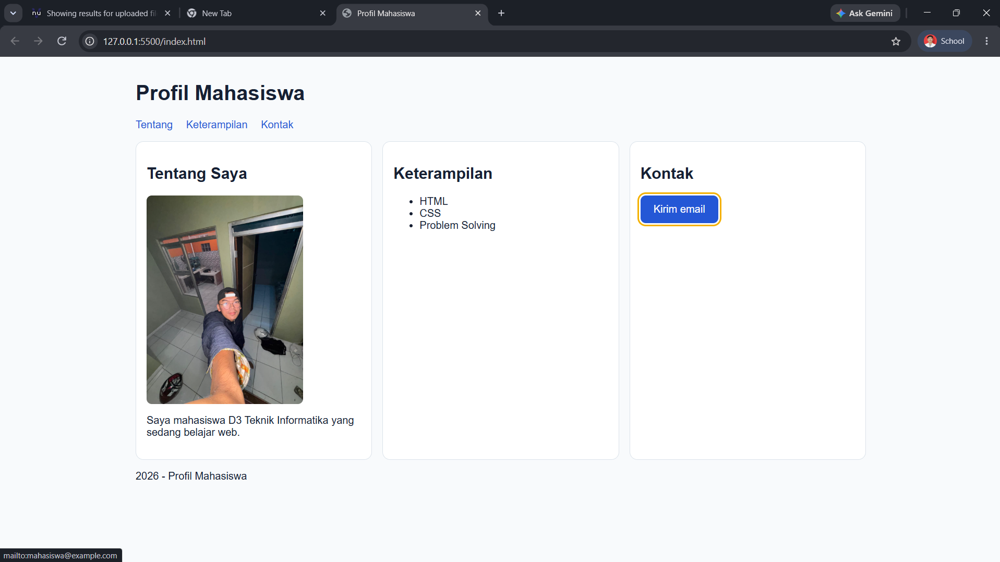 Showing results for uploaded fil
New Tab
Profil Mahasiswa
Ask Gemini
127.0.0.1:5500/index.html
School
Profil Mahasiswa
Tentang
Keterampilan
Kontak
Tentang Saya
Saya mahasiswa D3 Teknik Informatika yang
sedang belajar web.
Keterampilan
HTML
CSS
Problem Solving
Kontak
Kirim email
2026 - Profil Mahasiswa
mailto:mahasiswa@example.com